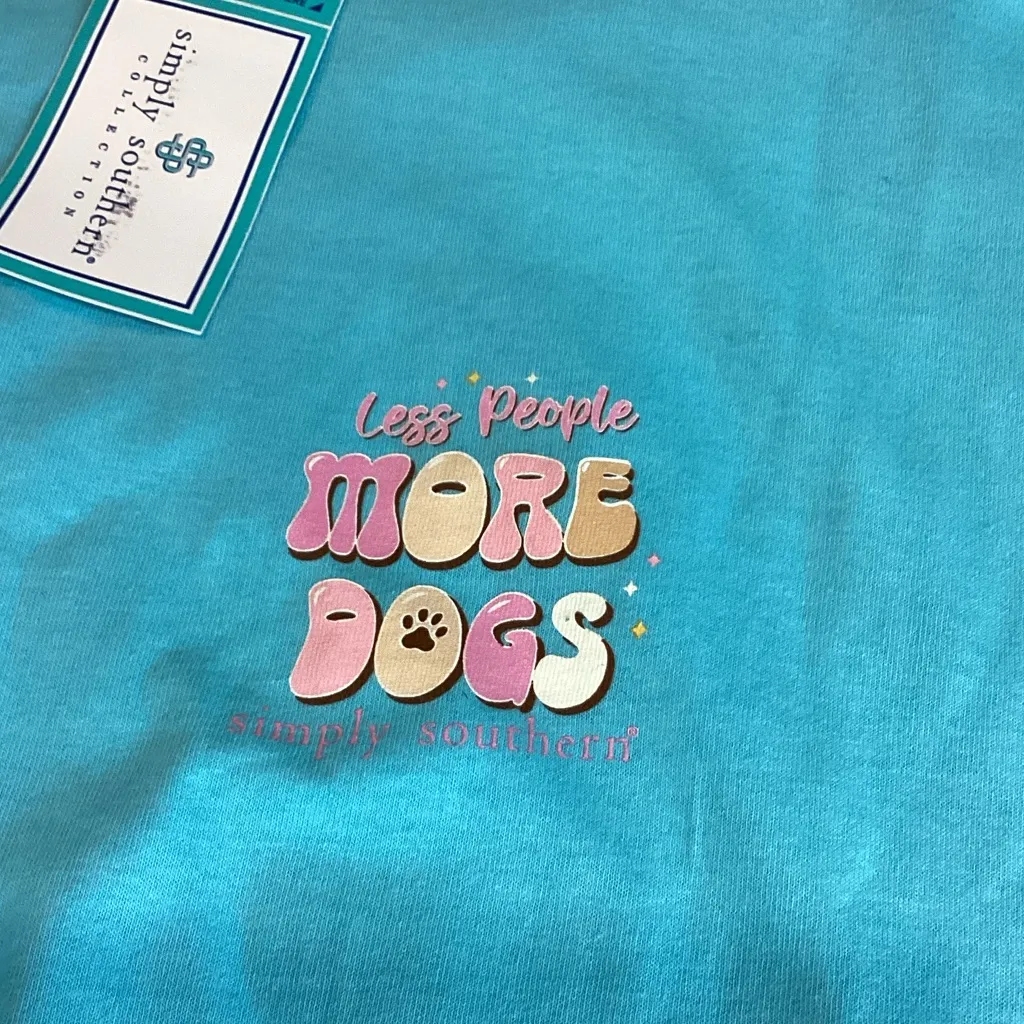 simply southern®
COLLECTION
Less People
MORE
DOGS
simply southern®